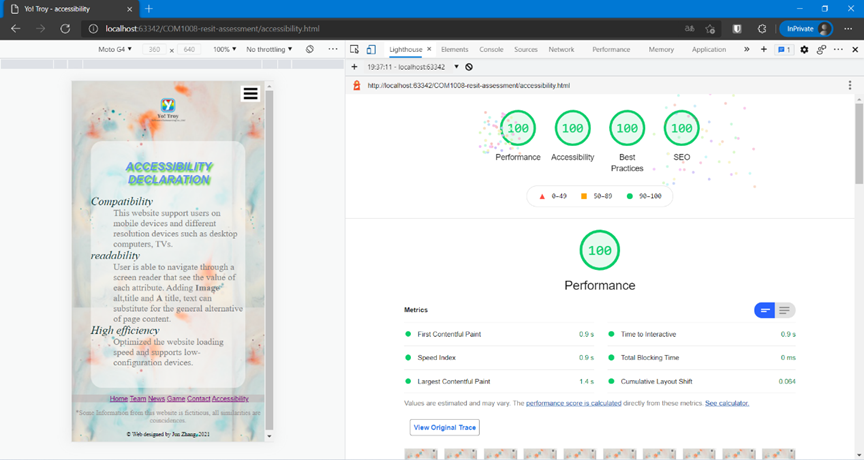 Yo! Troy - accessibility
localhost:63342/COM1008-resit-assessment/accessibility.html
InPrivate
Moto G4 360 x 640 100% No throttling
Lighthouse Elements Console Sources Network Performance Memory Application 1
19:37:11 - localhost:63342
http://localhost:63342/COM1008-resit-assessment/accessibility.html
Yo! Troy
ACCESSIBILITY
DECLARATION
Compatibility
This website support users on
mobile devices and different
resolution devices such as desktop
computers, TVs.
readability
User is able to navigate through a
screen reader that see the value of
each attribute. Adding Image
alt,title and A title, text can
substitute for the general alternative
of page content.
High efficiency
Optimized the website loading
speed and supports low-
configuration devices.
Home Team News Game Contact Accessibility
*Some Information from this website is fictitious, all similarities are
coincidences.
© Web designed by Jun Zhang, 2021
100 100 100 100
Performance Accessibility Best Practices SEO
0–49 50–89 90–100
100
Performance
Metrics
First Contentful Paint 0.9 s Time to Interactive 0.9 s
Speed Index 0.9 s Total Blocking Time 0 ms
Largest Contentful Paint 1.4 s Cumulative Layout Shift 0.064
Values are estimated and may vary. The performance score is calculated directly from these metrics. See calculator.
View Original Trace